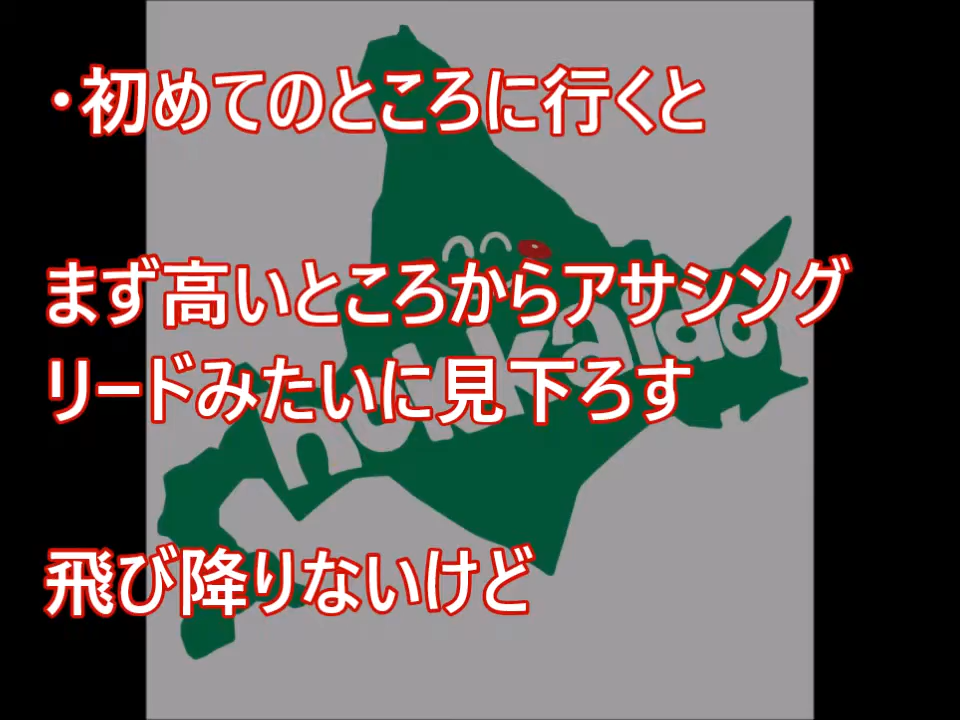 ・初めてのところに行くと
まず高いところからアサシング
リードみたいに見下ろす
飛び降りないけど
hokkaido